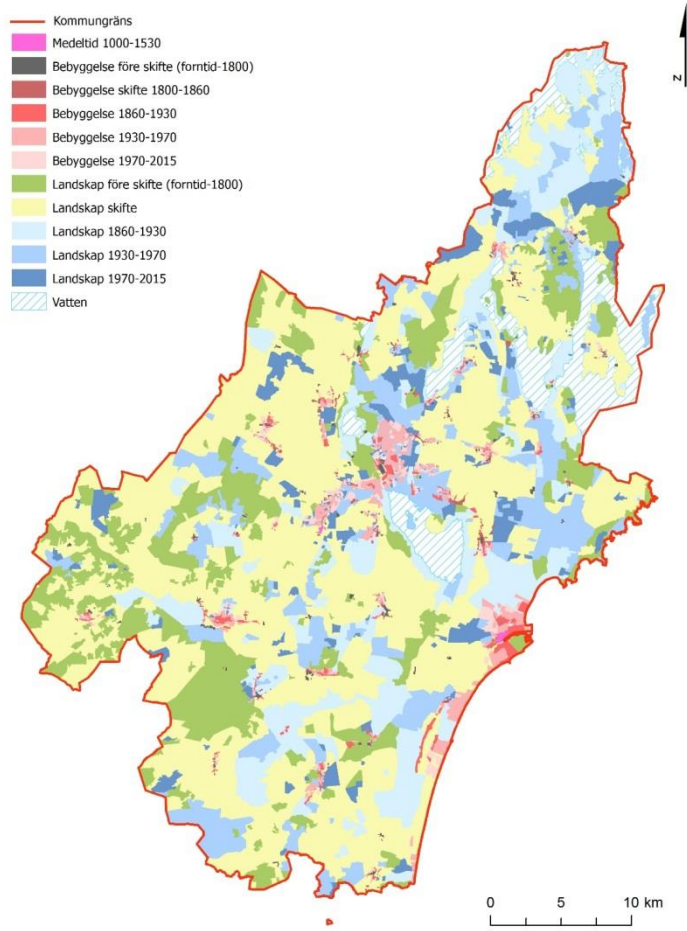 Kommungräns
Medeltid 1000-1530
Bebyggelse före skifte (forntid-1800)
Bebyggelse skifte 1800-1860
Bebyggelse 1860-1930
Bebyggelse 1930-1970
Bebyggelse 1970-2015
Landskap före skifte (forntid-1800)
Landskap skifte
Landskap 1860-1930
Landskap 1930-1970
Landskap 1970-2015
Vatten
N
0 5 10 km